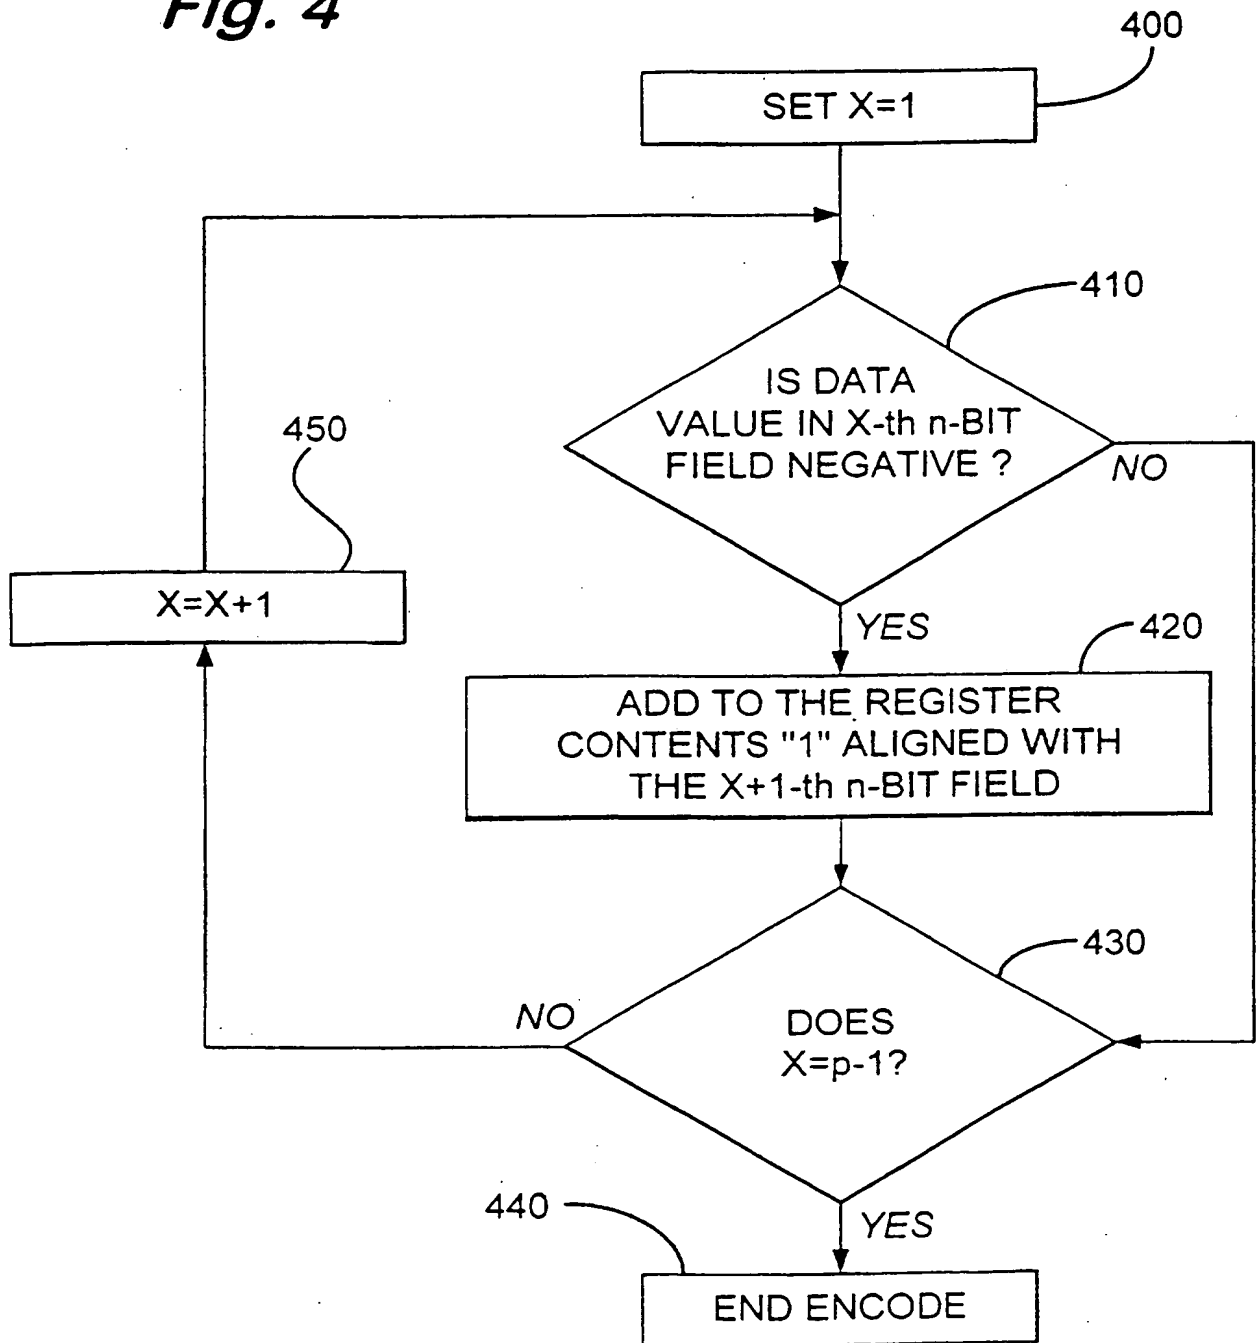 Fig. 4
400
SET X=1
410
IS DATA
VALUE IN X-th n-BIT
FIELD NEGATIVE ?
NO
450
X=X+1
YES
420
ADD TO THE REGISTER
CONTENTS "1" ALIGNED WITH
THE X+1-th n-BIT FIELD
430
NO
DOES
X=p-1?
440
YES
END ENCODE